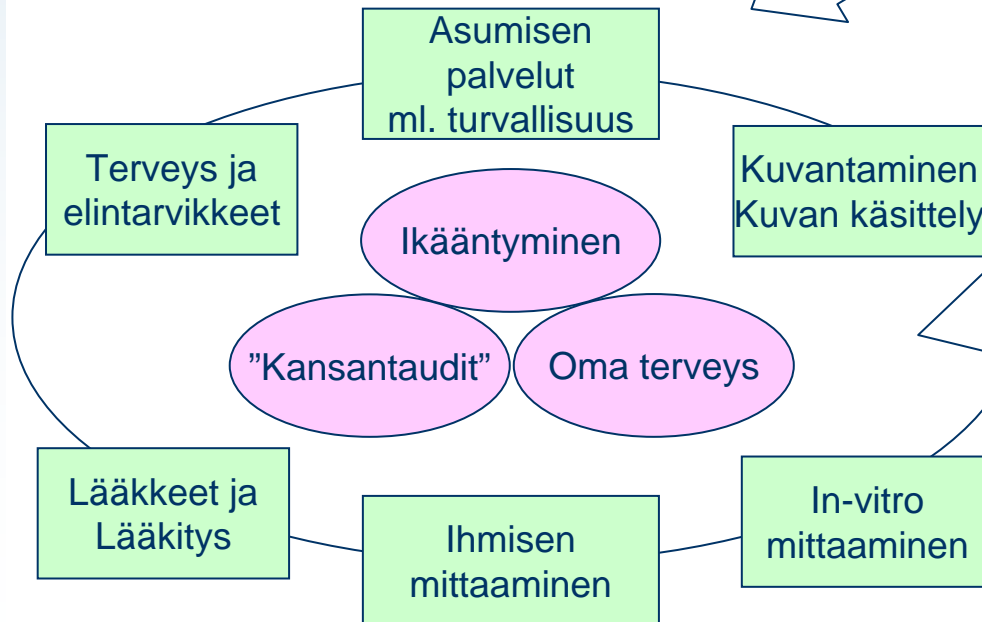 Asumisen
palvelut
ml. turvallisuus
Terveys ja
elintarvikkeet
Kuvantaminen
Kuvan käsittely
Ikääntyminen
”Kansantaudit”
Oma terveys
Lääkkeet ja
Lääkitys
Ihmisen
mittaaminen
In-vitro
mittaaminen